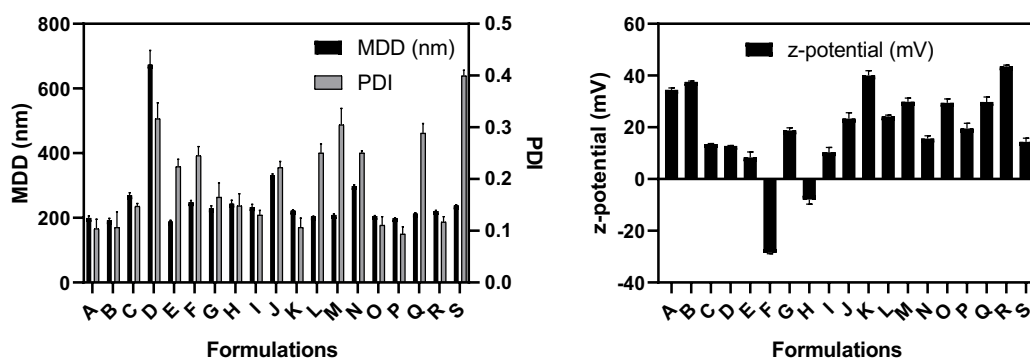 800
600
400
200
0
MDD (nm)
MDD (nm)
PDI
0.5
0.4
0.3
0.2
0.1
0.0
PDI
A B C D E F G H I J K L M N O P Q R S
Formulations
60
40
20
0
-20
-40
z-potential (mV)
z-potential (mV)
A B C D E F G H I J K L M N O P Q R S
Formulations